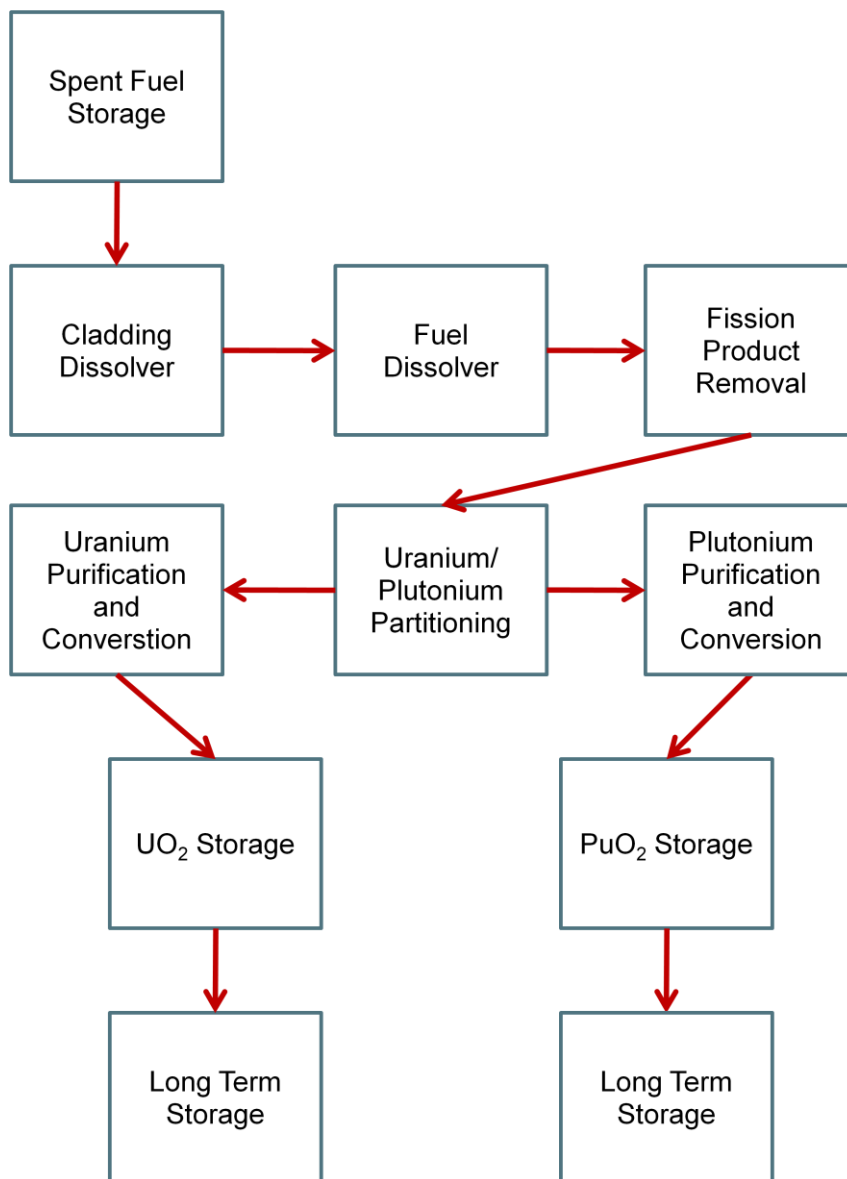 Spent Fuel
Storage
Cladding
Dissolver
Fuel
Dissolver
Fission
Product
Removal
Uranium
Purification
and
Converstion
Uranium/
Plutonium
Partitioning
Plutonium
Purification
and
Conversion
UO₂ Storage
PuO₂ Storage
Long Term
Storage
Long Term
Storage